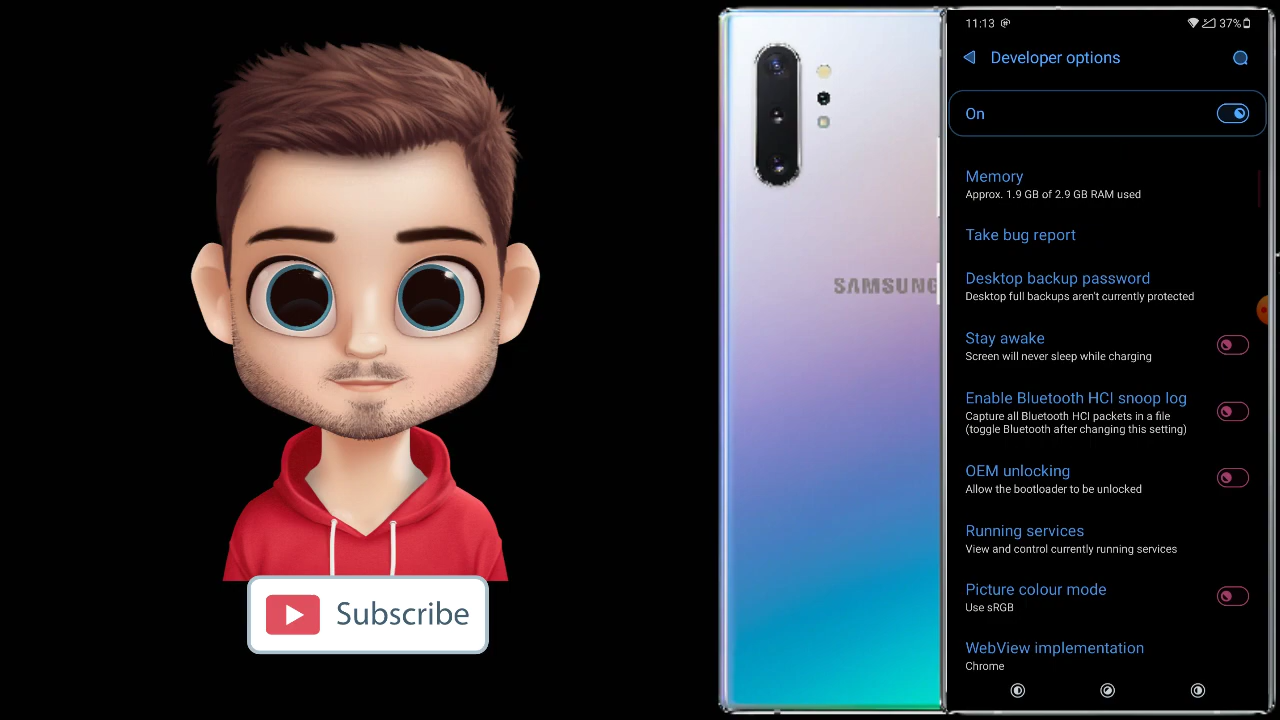 Subscribe
SAMSUNG
11:13
37%
Developer options
On
Memory
Approx. 1.9 GB of 2.9 GB RAM used
Take bug report
Desktop backup password
Desktop full backups aren't currently protected
Stay awake
Screen will never sleep while charging
Enable Bluetooth HCI snoop log
Capture all Bluetooth HCI packets in a file
(toggle Bluetooth after changing this setting)
OEM unlocking
Allow the bootloader to be unlocked
Running services
View and control currently running services
Picture colour mode
Use sRGB
WebView implementation
Chrome